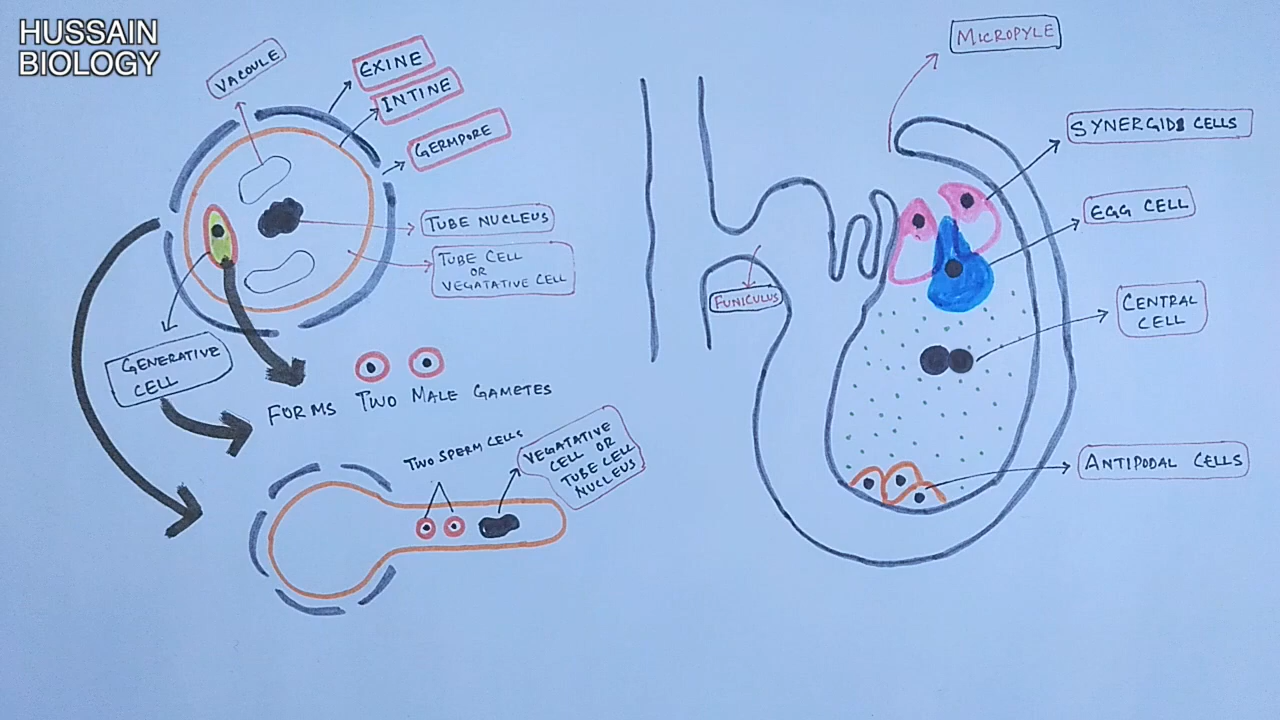 HUSSAIN
BIOLOGY
VACOULE
EXINE
INTINE
GERMPORE
TUBE NUCLEUS
TUBE CELL
OR
VEGATATIVE CELL
GENERATIVE
CELL
FORMS TWO MALE GAMETES
TWO SPERM CELLS
VEGATATIVE
CELL OR
TUBE CELL
NUCLEUS
MICROPYLE
SYNERGIDS CELLS
EGG CELL
FUNICULUS
CENTRAL
CELL
ANTIPODAL CELLS